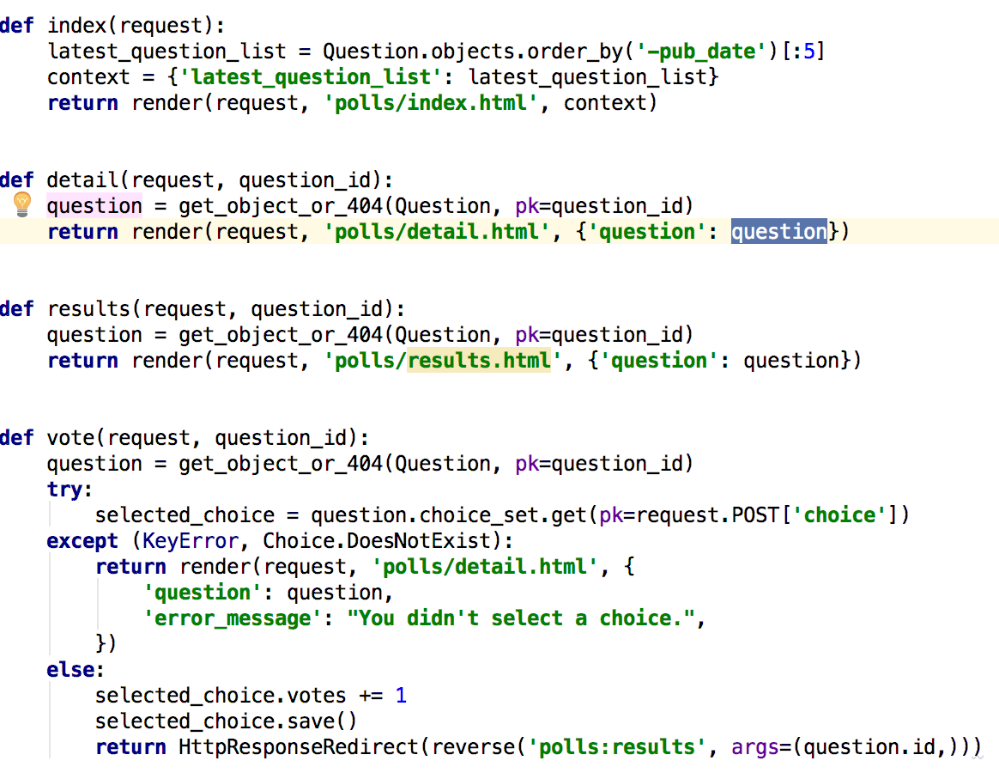 def index(request):
    latest_question_list = Question.objects.order_by('-pub_date')[:5]
    context = {'latest_question_list': latest_question_list}
    return render(request, 'polls/index.html', context)
def detail(request, question_id):
    question = get_object_or_404(Question, pk=question_id)
    return render(request, 'polls/detail.html', {'question': question})
def results(request, question_id):
    question = get_object_or_404(Question, pk=question_id)
    return render(request, 'polls/results.html', {'question': question})
def vote(request, question_id):
    question = get_object_or_404(Question, pk=question_id)
    try:
        selected_choice = question.choice_set.get(pk=request.POST['choice'])
    except (KeyError, Choice.DoesNotExist):
        return render(request, 'polls/detail.html', {
            'question': question,
            'error_message': "You didn't select a choice.",
        })
    else:
        selected_choice.votes += 1
        selected_choice.save()
        return HttpResponseRedirect(reverse('polls:results', args=(question.id,)))